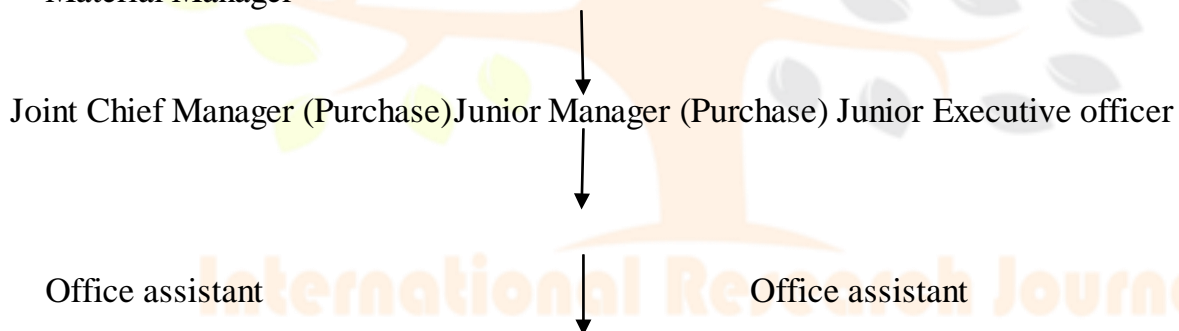 Material Manager
Joint Chief Manager (Purchase)Junior Manager (Purchase) Junior Executive officer
Office assistant Office assistant
International Research Journ